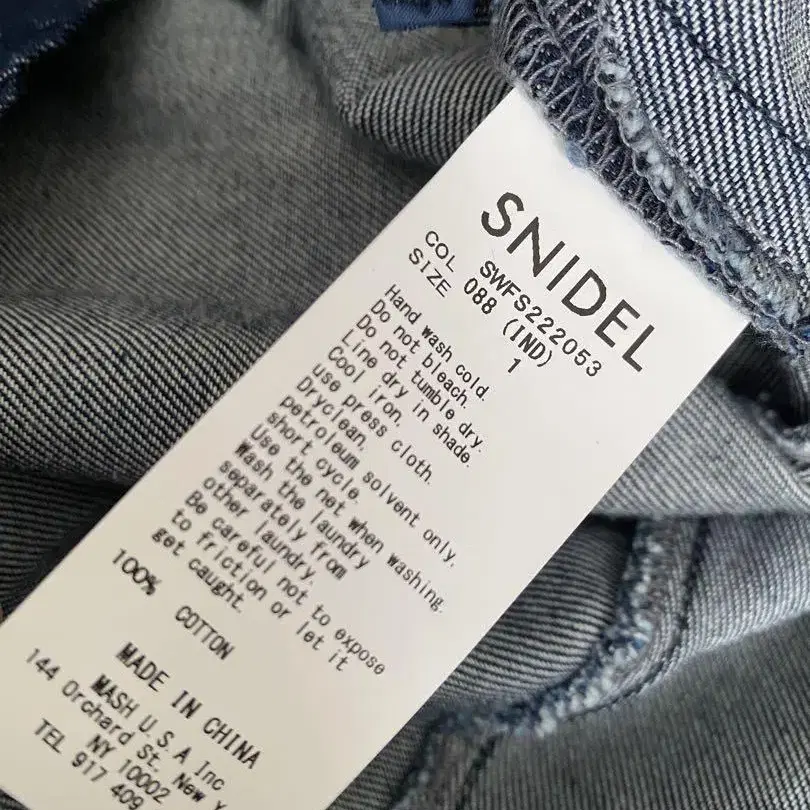 SNIDEL
SWFS222053
COL 088 (IND)
SIZE 1
Hand wash cold.
Do not bleach.
Do not tumble dry.
Line dry in shade.
Cool iron,
use press cloth.
Dryclean,
petroleum solvent only,
short cycle.
Use the net when washing.
Wash the laundry
separately from
other laundry.
Be careful not to expose
to friction or let it
get caught.
100% COTTON
MADE IN CHINA
MASH U.S.A Inc
144 Orchard St. New Y
NY 10002
TEL 917 409